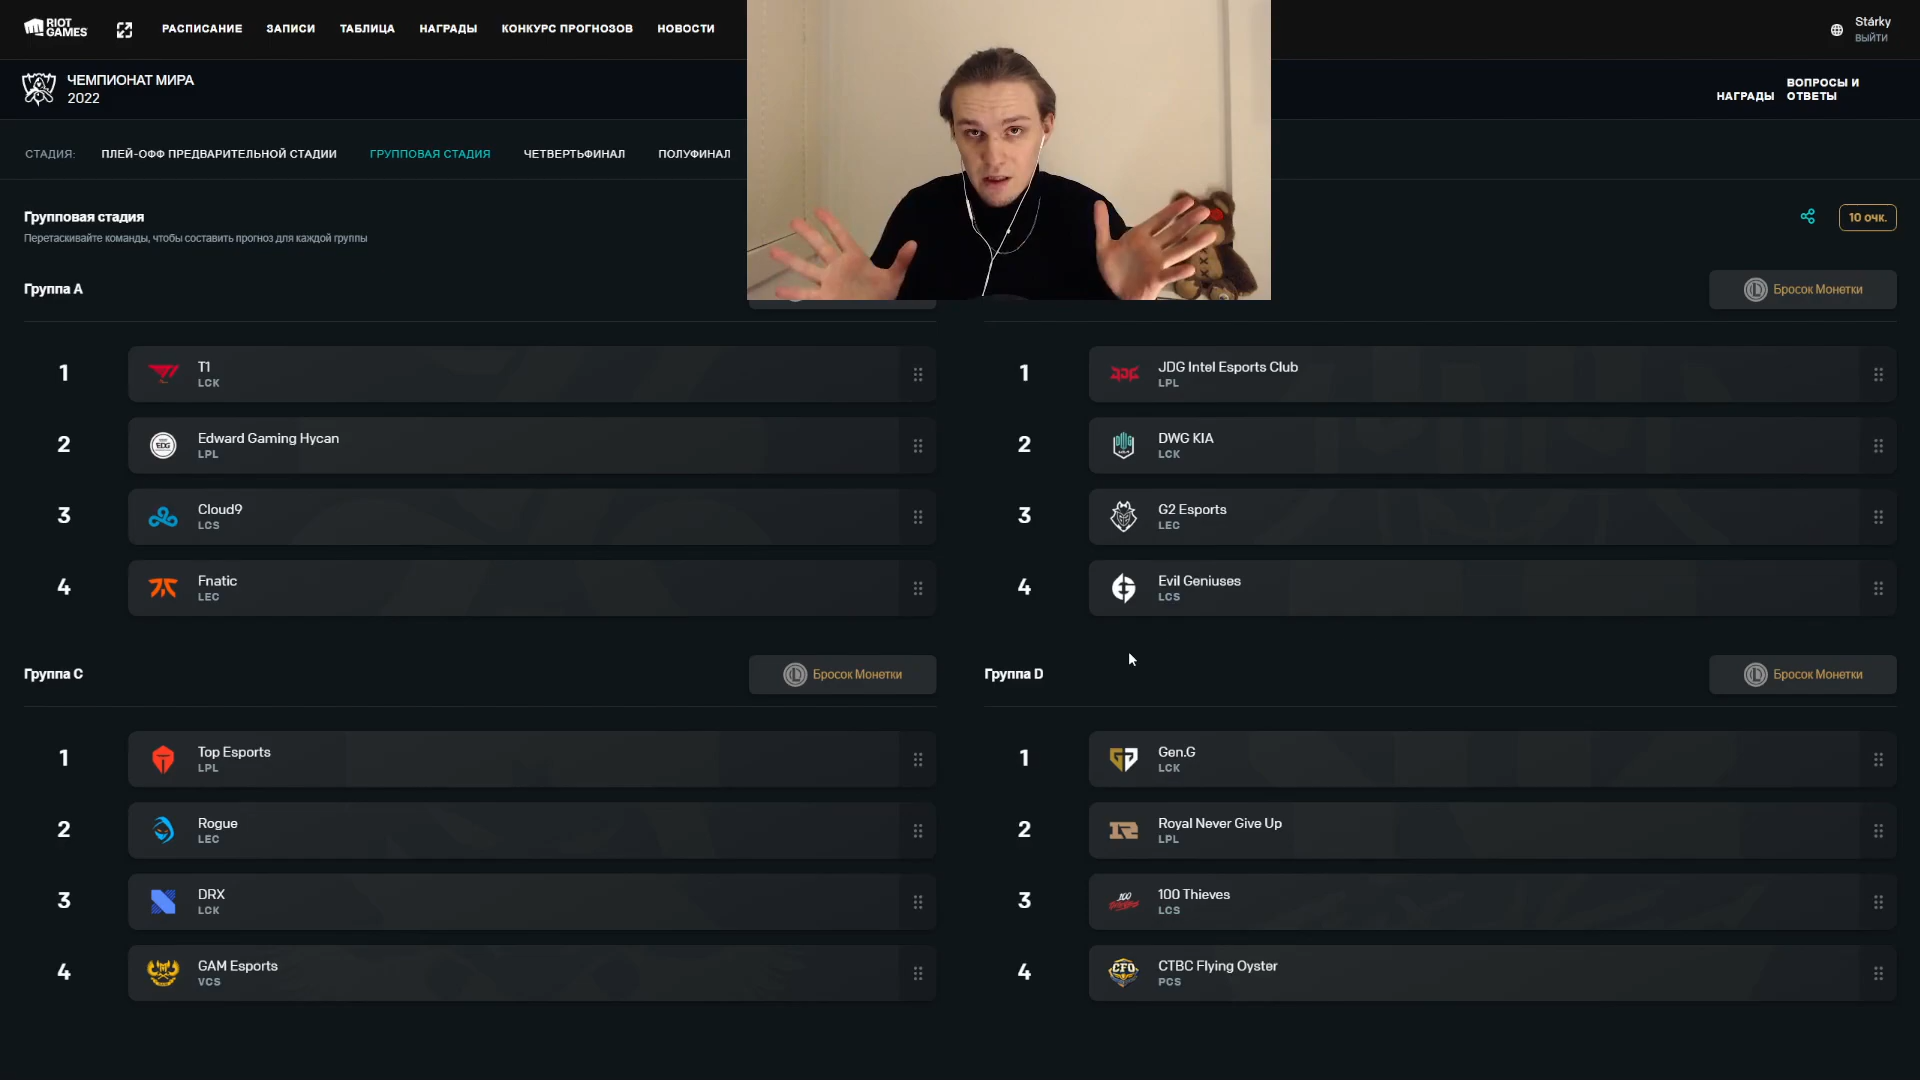 RIOT GAMES
РАСПИСАНИЕ ЗАПИСИ ТАБЛИЦА НАГРАДЫ КОНКУРС ПРОГНОЗОВ НОВОСТИ
Stárky
ВЫЙТИ
ЧЕМПИОНАТ МИРА
2022
НАГРАДЫ
ВОПРОСЫ И
ОТВЕТЫ
СТАДИЯ: ПЛЕЙ-ОФФ ПРЕДВАРИТЕЛЬНОЙ СТАДИИ ГРУППОВАЯ СТАДИЯ ЧЕТВЕРТЬФИНАЛ ПОЛУФИНАЛ
Групповая стадия
Перетаскивайте команды, чтобы составить прогноз для каждой группы
10 очк.
Группа A
1
T1
LCK
2
EDG
Edward Gaming Hycan
LPL
3
Cloud9
LCS
4
Fnatic
LEC
Бросок Монетки
1
JDG Intel Esports Club
LPL
2
DWG KIA
LCK
3
G2 Esports
LEC
4
Evil Geniuses
LCS
Группа C
Бросок Монетки
1
Top Esports
LPL
2
Rogue
LEC
3
DRX
LCK
4
GAM Esports
VCS
Группа D
Бросок Монетки
1
Gen.G
LCK
2
Royal Never Give Up
LPL
3
100 Thieves
LCS
4
CFO
CTBC Flying Oyster
PCS